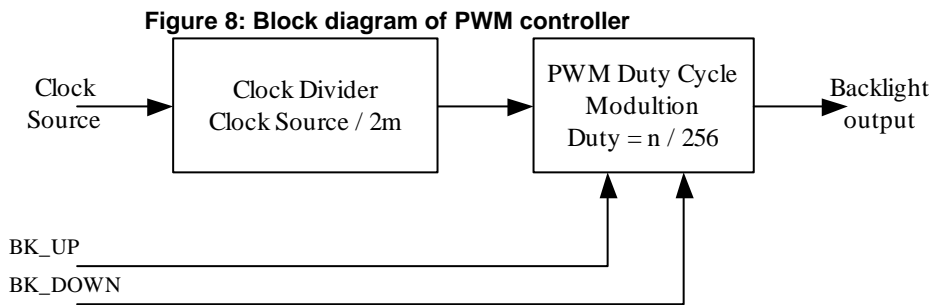 Figure 8: Block diagram of PWM controller
Clock
Source
Clock Divider
Clock Source / 2m
PWM Duty Cycle
Modultion
Duty = n / 256
Backlight
output
BK_UP
BK_DOWN